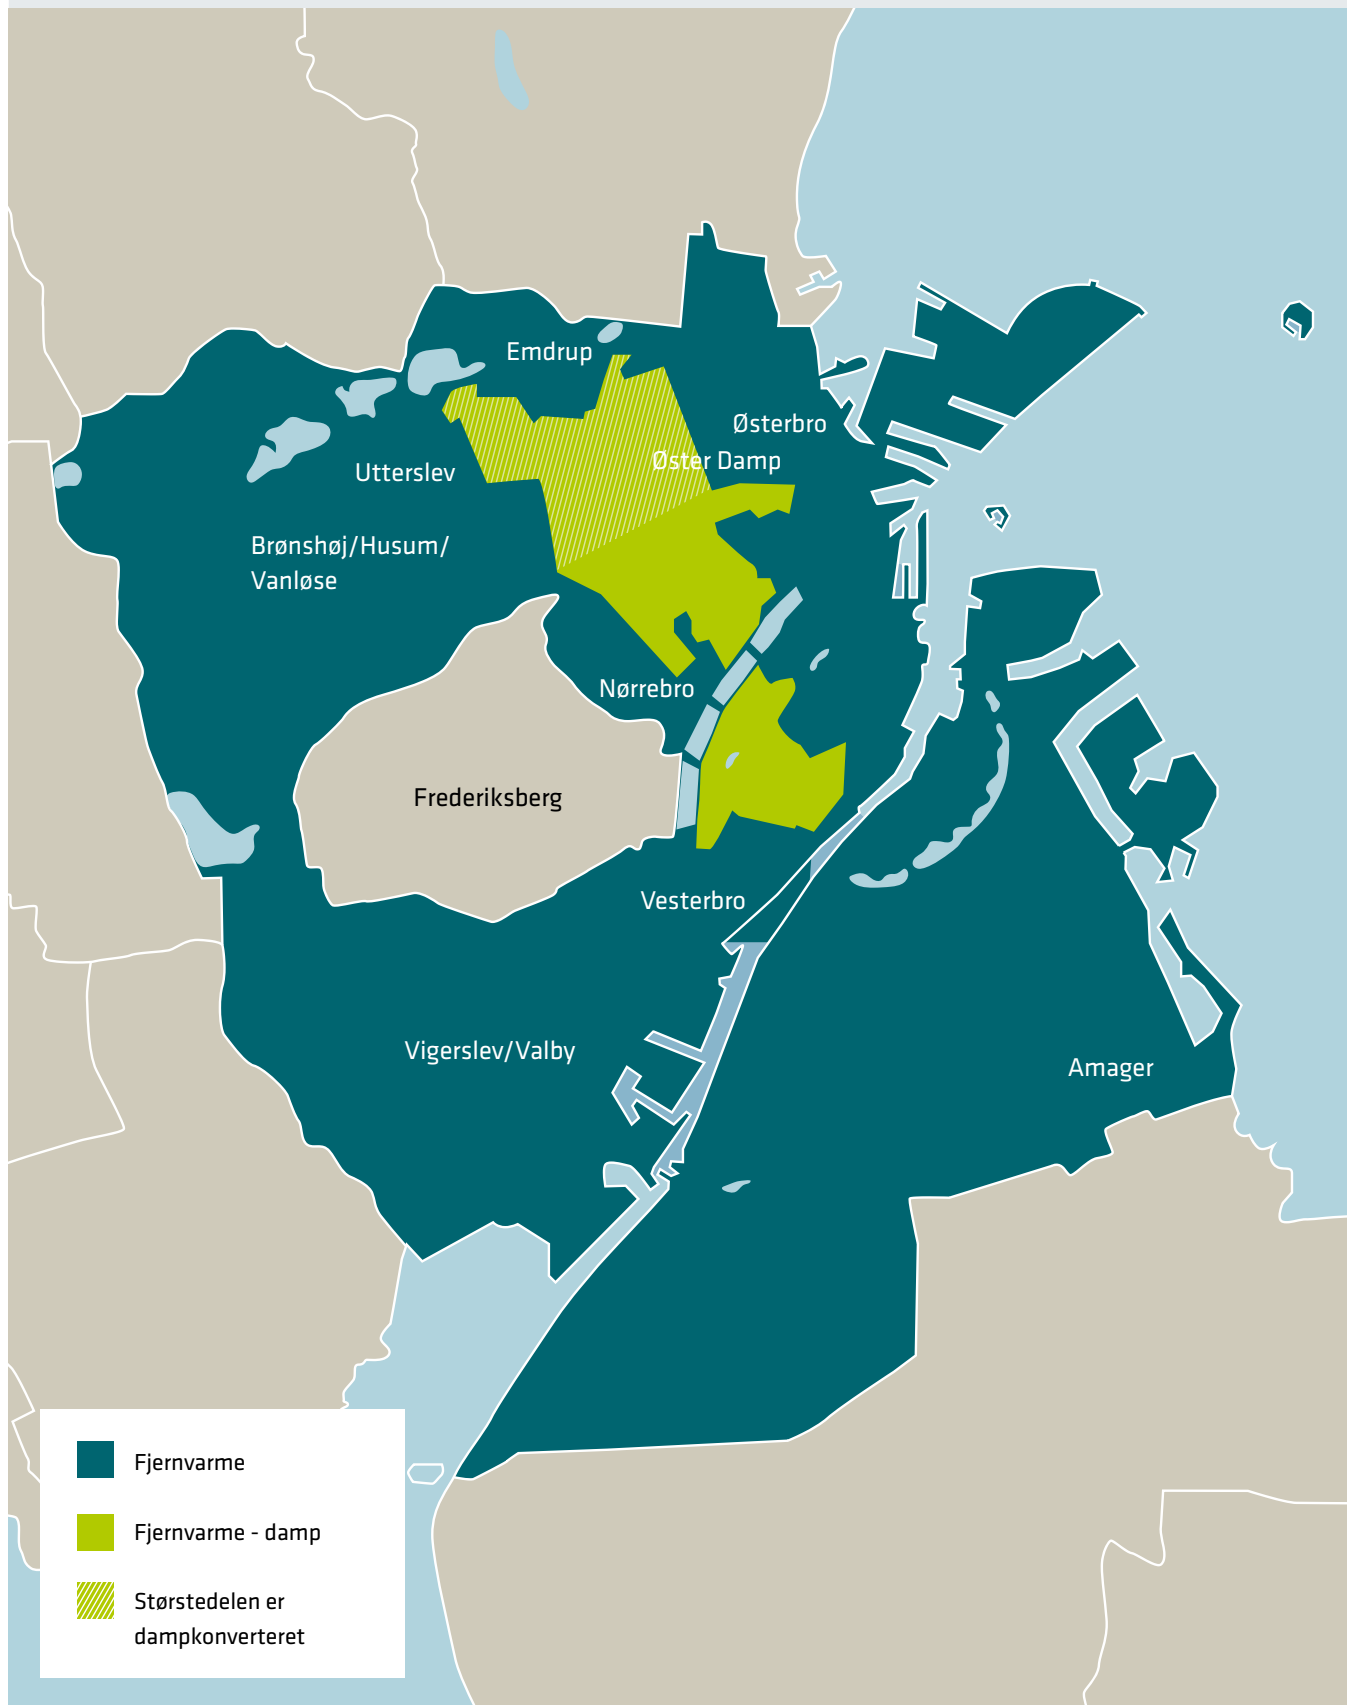 Emdrup
Østerbro
Øster Damp
Utterslev
Brønshøj/Husum/
Vanløse
Nørrebro
Frederiksberg
Vesterbro
Vigerslev/Valby
Amager
Fjernvarme
Fjernvarme - damp
Størstedelen er
dampkonverteret